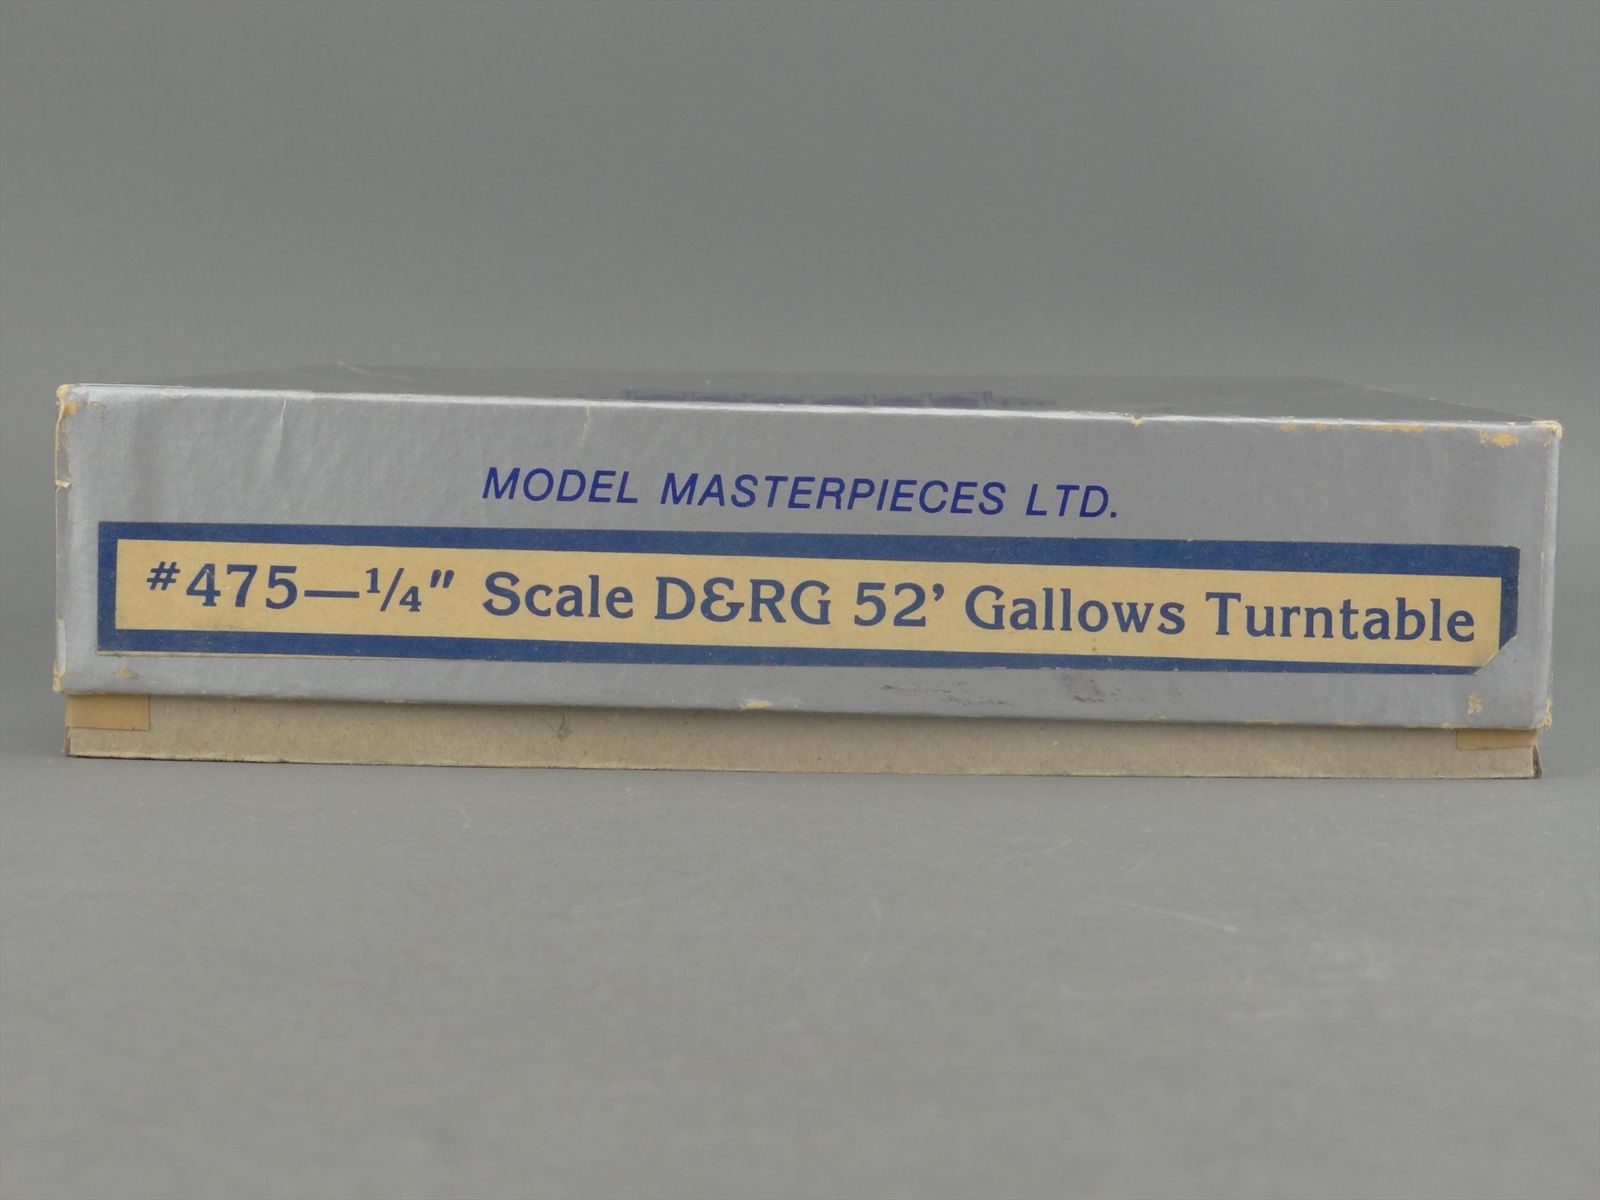 MODEL MASTERPIECES LTD.
#475—1/4" Scale D&RG 52' Gallows Turntable